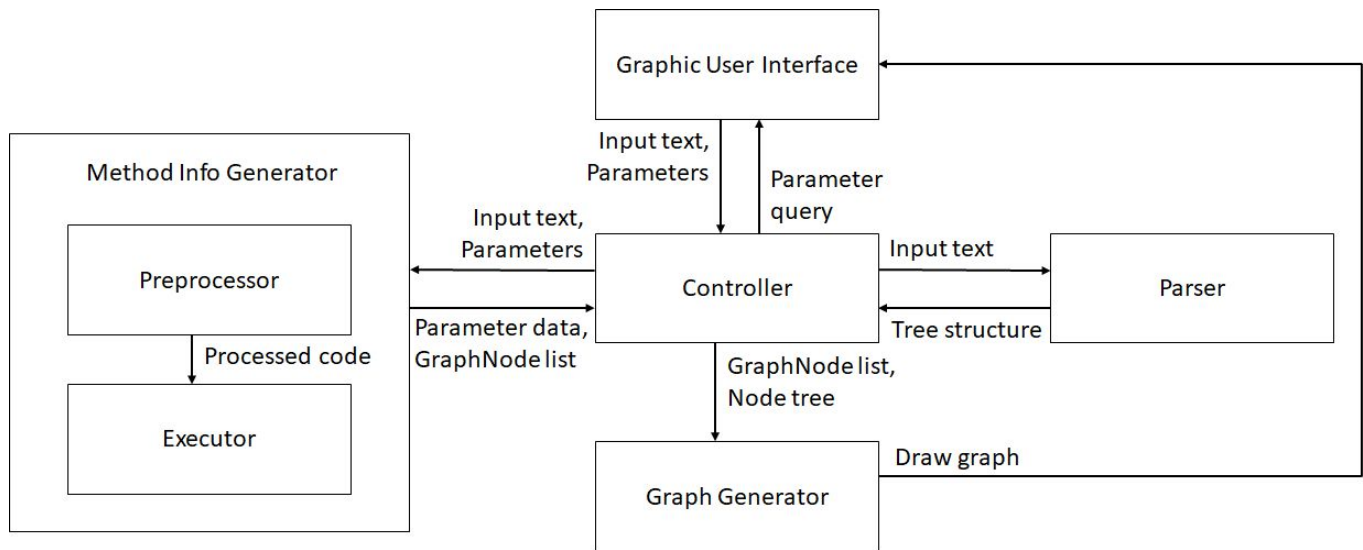 Graphic User Interface
Input text,
Parameters
Parameter
query
Method Info Generator
Preprocessor
Processed code
Executor
Input text,
Parameters
Parameter data,
GraphNode list
Controller
Input text
Tree structure
Parser
GraphNode list,
Node tree
Graph Generator
Draw graph